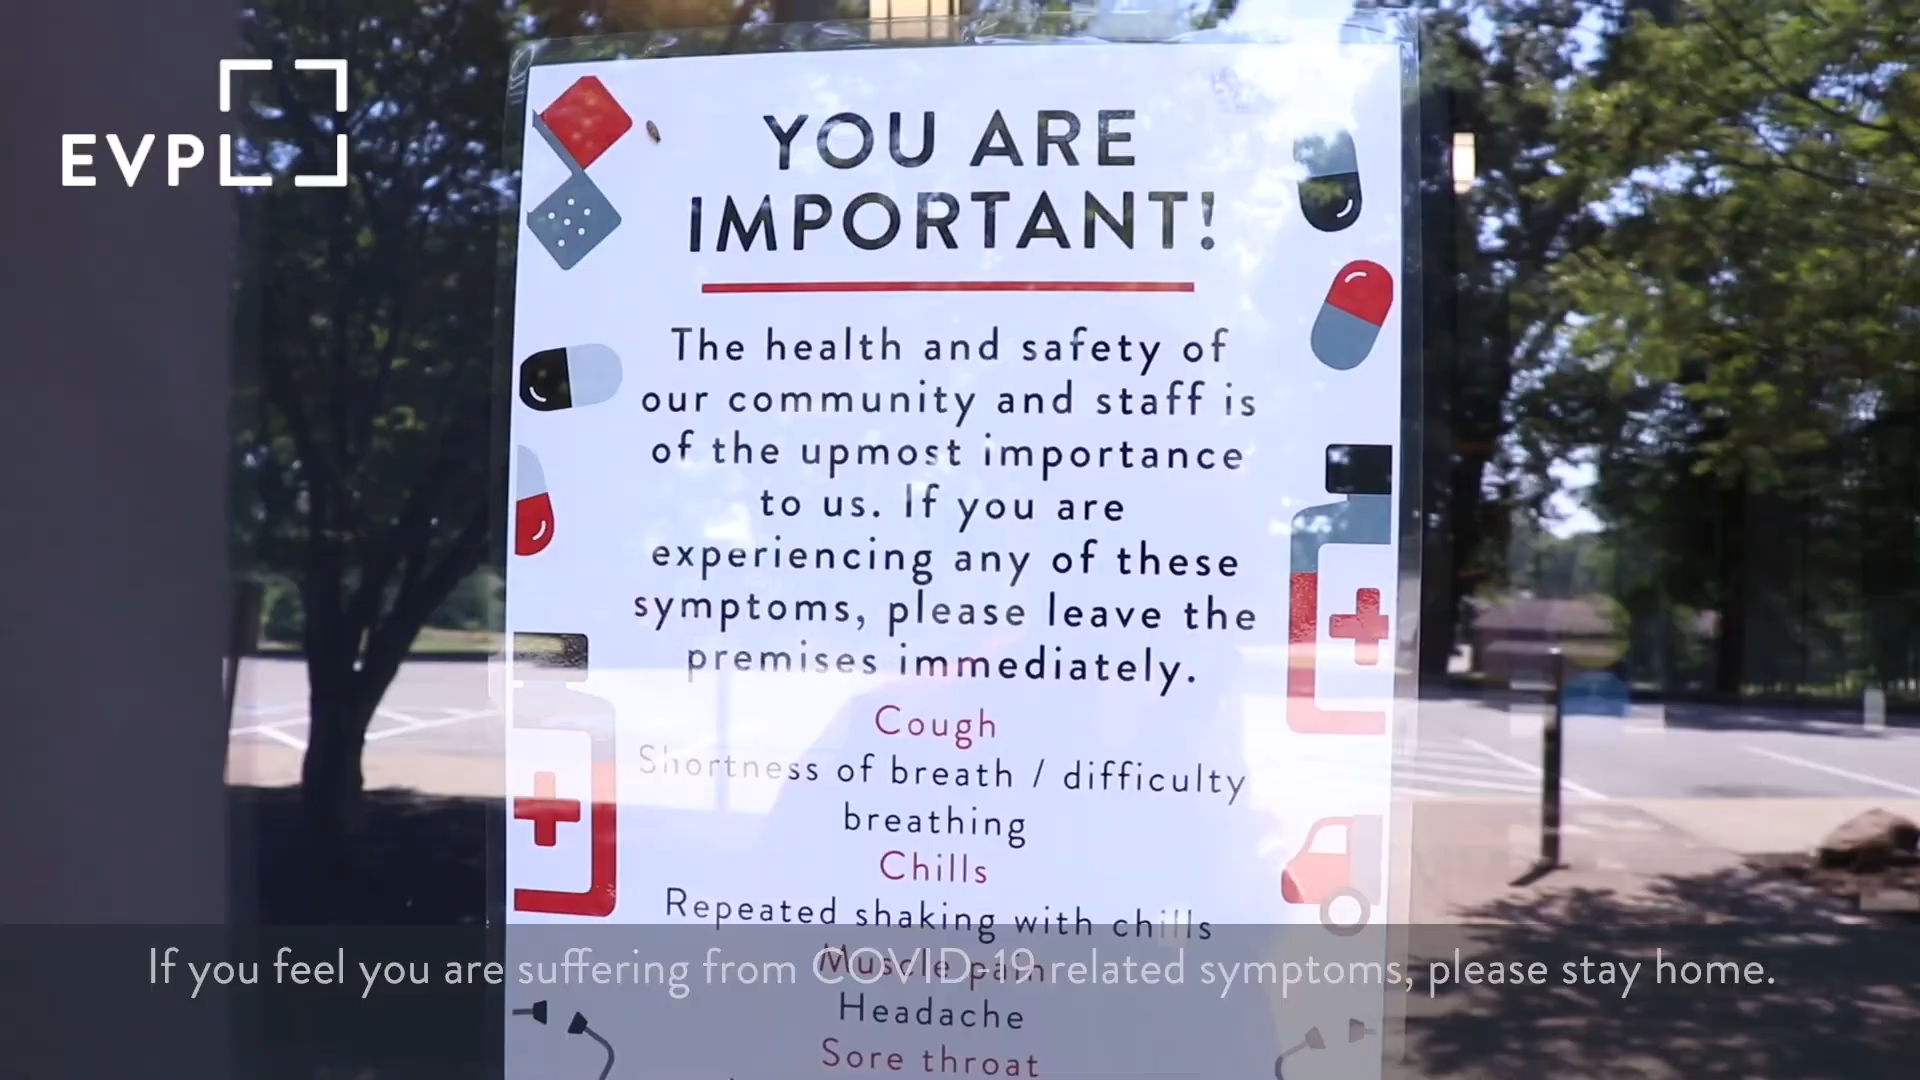 EVPL
YOU ARE
IMPORTANT!
The health and safety of
our community and staff is
of the upmost importance
to us. If you are
experiencing any of these
symptoms, please leave the
premises immediately.
Cough
Shortness of breath / difficulty
breathing
Chills
Repeated shaking with chills
Muscle pain
If you feel you are suffering from COVID-19 related symptoms, please stay home.
Headache
Sore throat